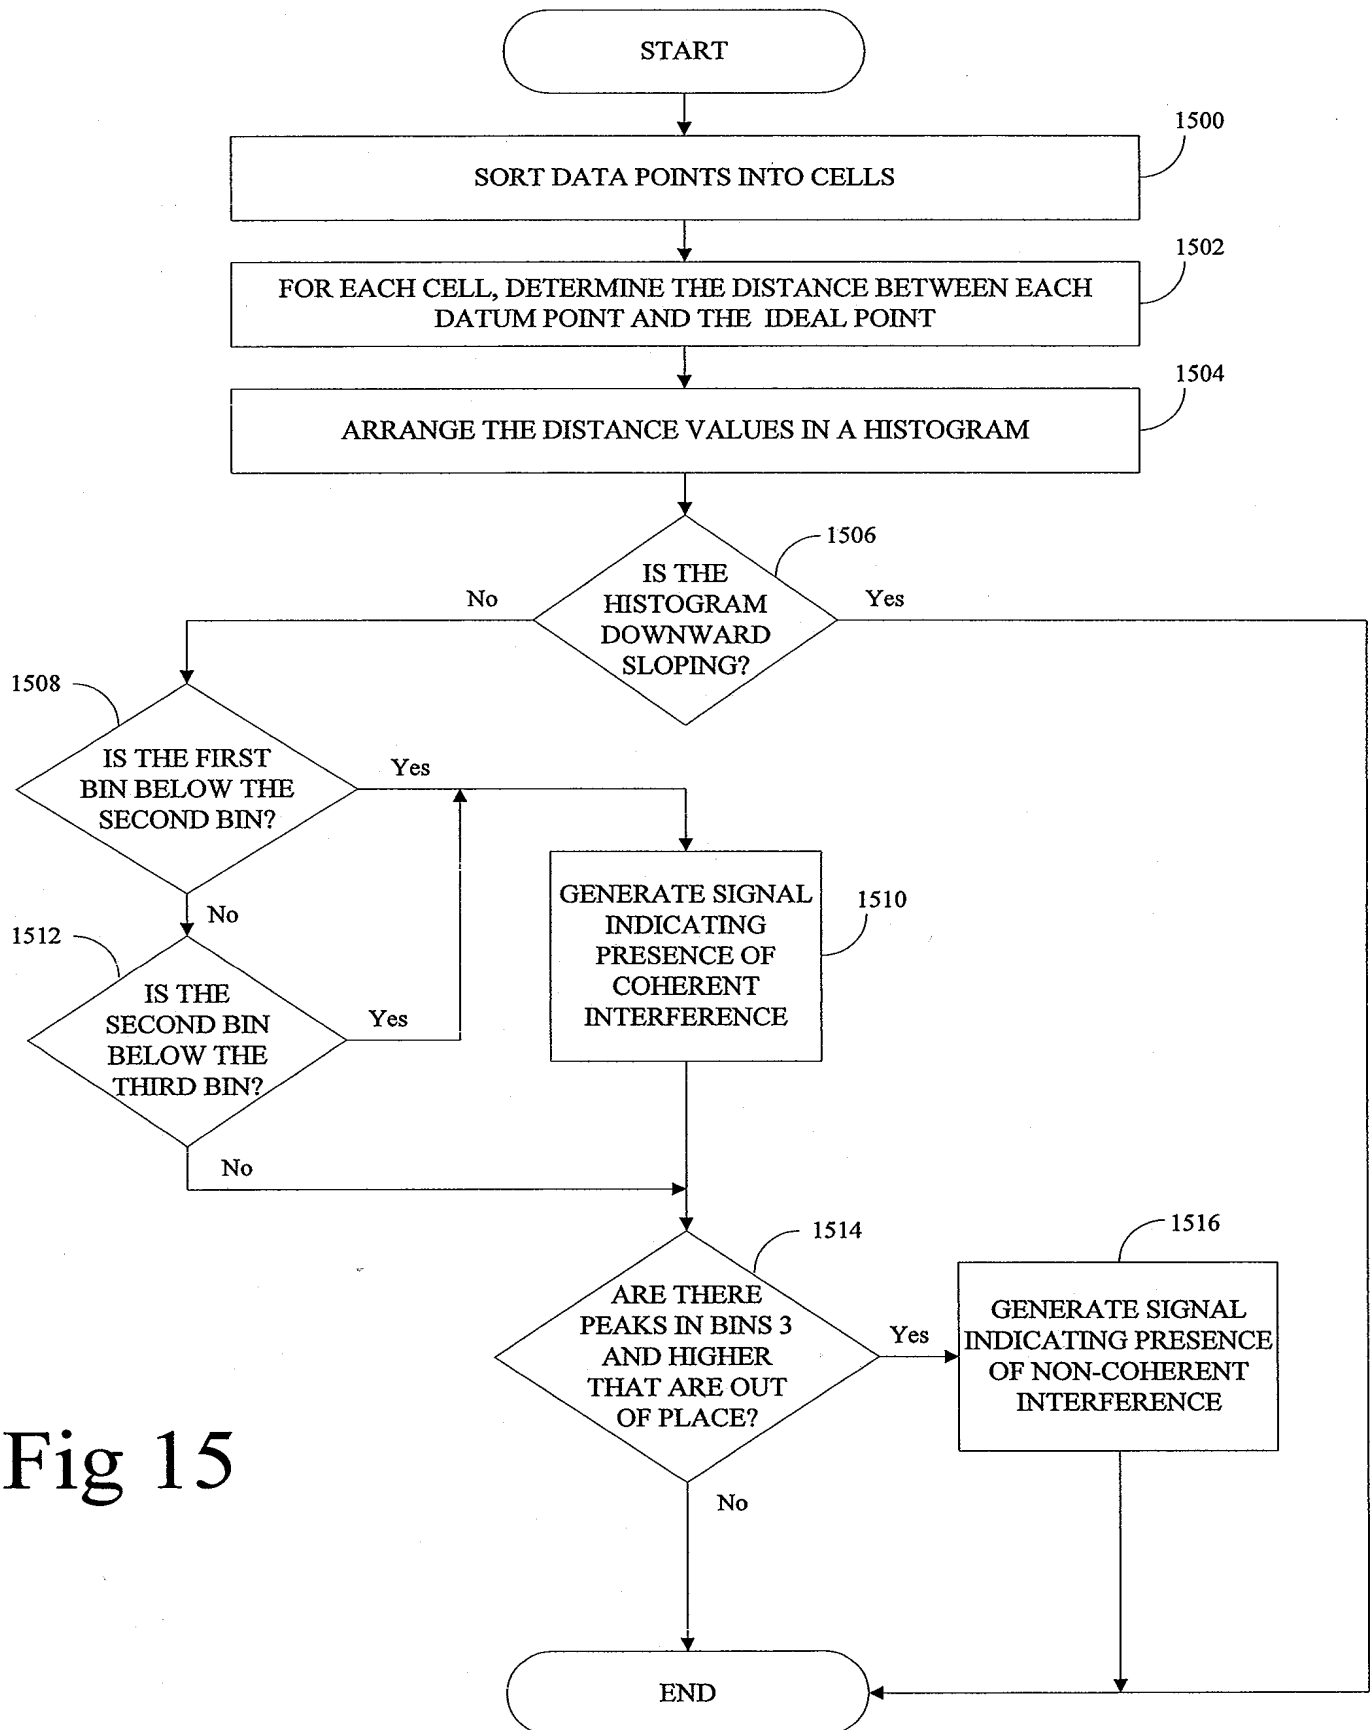 START
1500
SORT DATA POINTS INTO CELLS
1502
FOR EACH CELL, DETERMINE THE DISTANCE BETWEEN EACH
DATUM POINT AND THE IDEAL POINT
1504
ARRANGE THE DISTANCE VALUES IN A HISTOGRAM
1506
IS THE
HISTOGRAM
DOWNWARD
SLOPING?
No
Yes
1508
IS THE FIRST
BIN BELOW THE
SECOND BIN?
Yes
No
1510
GENERATE SIGNAL
INDICATING
PRESENCE OF
COHERENT
INTERFERENCE
1512
IS THE
SECOND BIN
BELOW THE
THIRD BIN?
Yes
No
1514
ARE THERE
PEAKS IN BINS 3
AND HIGHER
THAT ARE OUT
OF PLACE?
Yes
No
1516
GENERATE SIGNAL
INDICATING PRESENCE
OF NON-COHERENT
INTERFERENCE
Fig 15
END